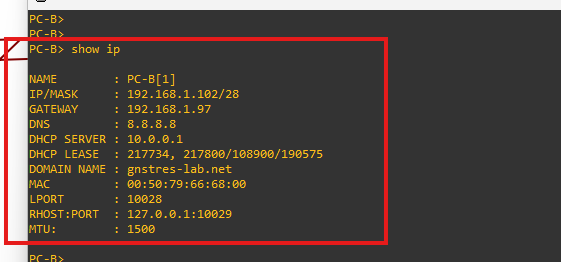 PC-B>
PC-B>
PC-B> show ip
NAME        : PC-B[1]
IP/MASK     : 192.168.1.102/28
GATEWAY     : 192.168.1.97
DNS         : 8.8.8.8
DHCP SERVER : 10.0.0.1
DHCP LEASE  : 217734, 217800/108900/190575
DOMAIN NAME : gnstres-lab.net
MAC         : 00:50:79:66:68:00
LPORT       : 10028
RHOST:PORT  : 127.0.0.1:10029
MTU:        : 1500
PC-B>